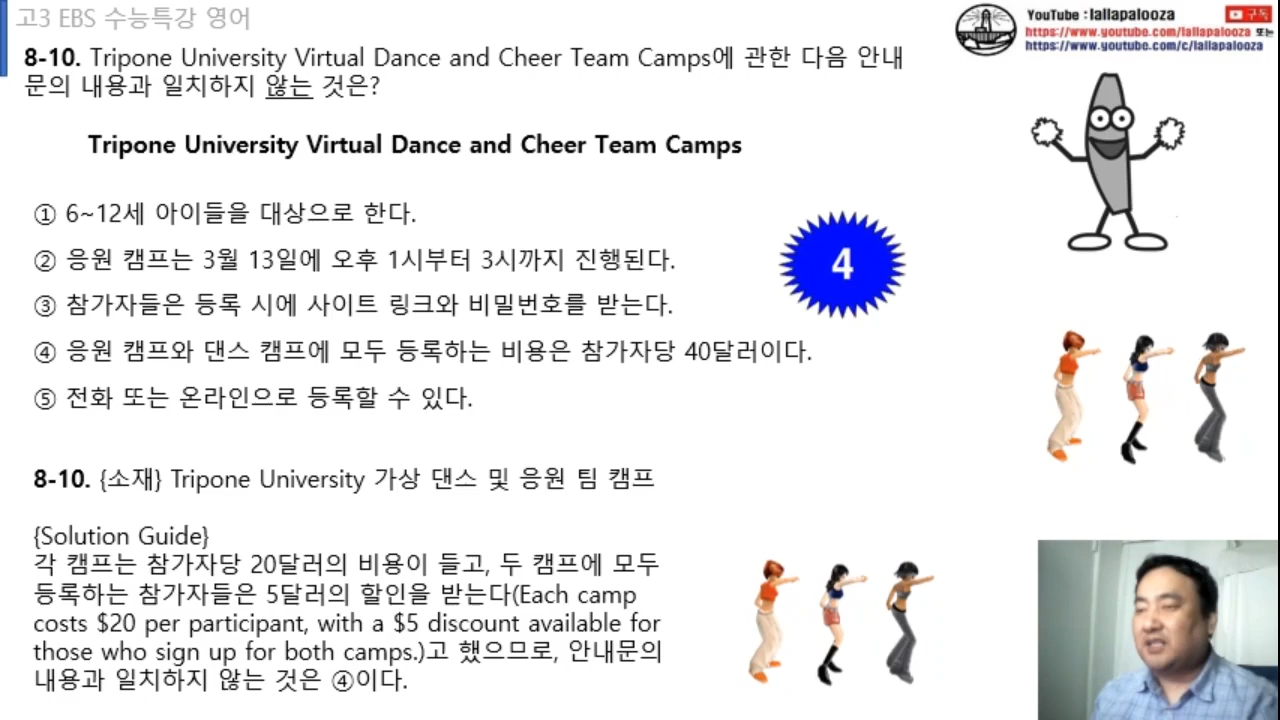 고3 EBS 수능특강 영어
YouTube : lallapalooza
구독
https://www.youtube.com/lallapalooza 또는
https://www.youtube.com/c/lallapalooza
8-10. Tripone University Virtual Dance and Cheer Team Camps에 관한 다음 안내
문의 내용과 일치하지 않는 것은?
Tripone University Virtual Dance and Cheer Team Camps
① 6~12세 아이들을 대상으로 한다.
② 응원 캠프는 3월 13일에 오후 1시부터 3시까지 진행된다.
③ 참가자들은 등록 시에 사이트 링크와 비밀번호를 받는다.
④ 응원 캠프와 댄스 캠프에 모두 등록하는 비용은 참가자당 40달러이다.
⑤ 전화 또는 온라인으로 등록할 수 있다.
4
8-10. {소재} Tripone University 가상 댄스 및 응원 팀 캠프
{Solution Guide}
각 캠프는 참가자당 20달러의 비용이 들고, 두 캠프에 모두
등록하는 참가자들은 5달러의 할인을 받는다(Each camp
costs $20 per participant, with a $5 discount available for
those who sign up for both camps.)고 했으므로, 안내문의
내용과 일치하지 않는 것은 ④이다.